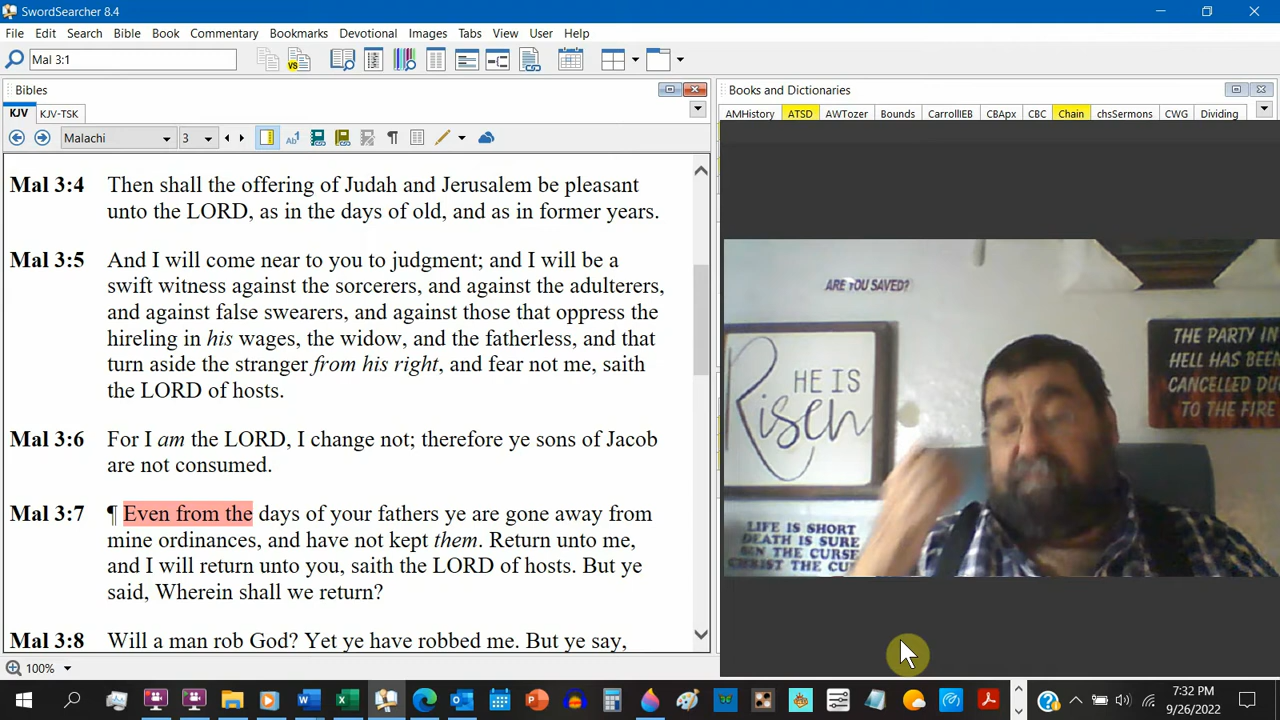 SwordSearcher 8.4
File Edit Search Bible Book Commentary Bookmarks Devotional Images Tabs View User Help
Mal 3:1
Bibles
KJV KJV-TSK
Malachi 3
Mal 3:4 Then shall the offering of Judah and Jerusalem be pleasant
unto the LORD, as in the days of old, and as in former years.
Mal 3:5 And I will come near to you to judgment; and I will be a
swift witness against the sorcerers, and against the adulterers,
and against false swearers, and against those that oppress the
hireling in his wages, the widow, and the fatherless, and that
turn aside the stranger from his right, and fear not me, saith
the LORD of hosts.
Mal 3:6 For I am the LORD, I change not; therefore ye sons of Jacob
are not consumed.
Mal 3:7 ¶ Even from the days of your fathers ye are gone away from
mine ordinances, and have not kept them. Return unto me,
and I will return unto you, saith the LORD of hosts. But ye
said, Wherein shall we return?
Mal 3:8 Will a man rob God? Yet ye have robbed me. But ye say,
100%
Books and Dictionaries
AMHistory ATSD AWTozer Bounds CarrollEB CBApx CBC Chain chsSermons CWG Dividing
ARE YOU SAVED?
HE IS
Risen
THE PARTY IN
HELL HAS BEEN
CANCELLED DU
TO THE FIRE
LIFE IS SHORT
DEATH IS SURE
SIN THE CURSE
CHRIST THE CU
7:32 PM
9/26/2022